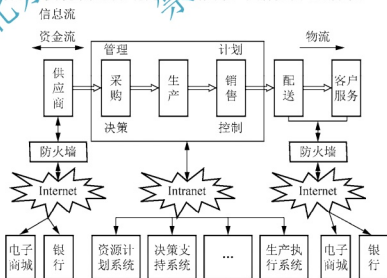 信息流
资金流
物流
管理
计划
供应商
采购
生产
销售
配送
客户服务
决策
控制
防火墙
防火墙
Internet
Intranet
Internet
电子商城
银行
资源计划系统
决策支持系统
...
生产执行系统
电子商城
银行